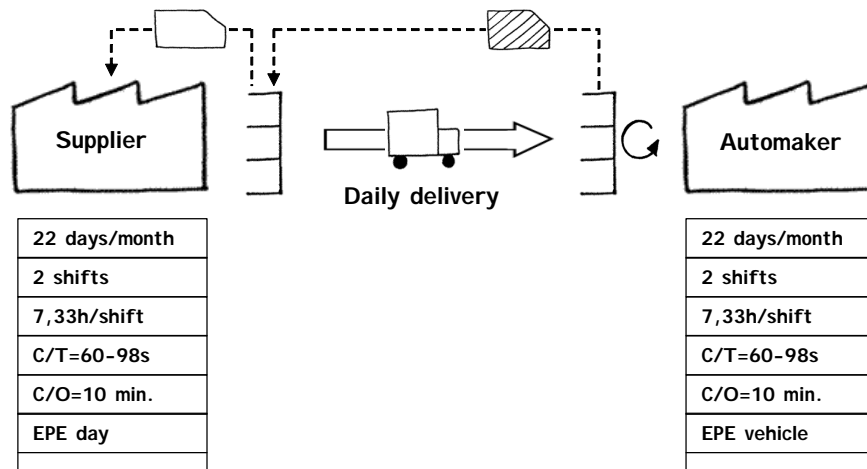 Supplier
Automaker
Daily delivery
22 days/month
2 shifts
7,33h/shift
C/T=60-98s
C/O=10 min.
EPE day
22 days/month
2 shifts
7,33h/shift
C/T=60-98s
C/O=10 min.
EPE vehicle